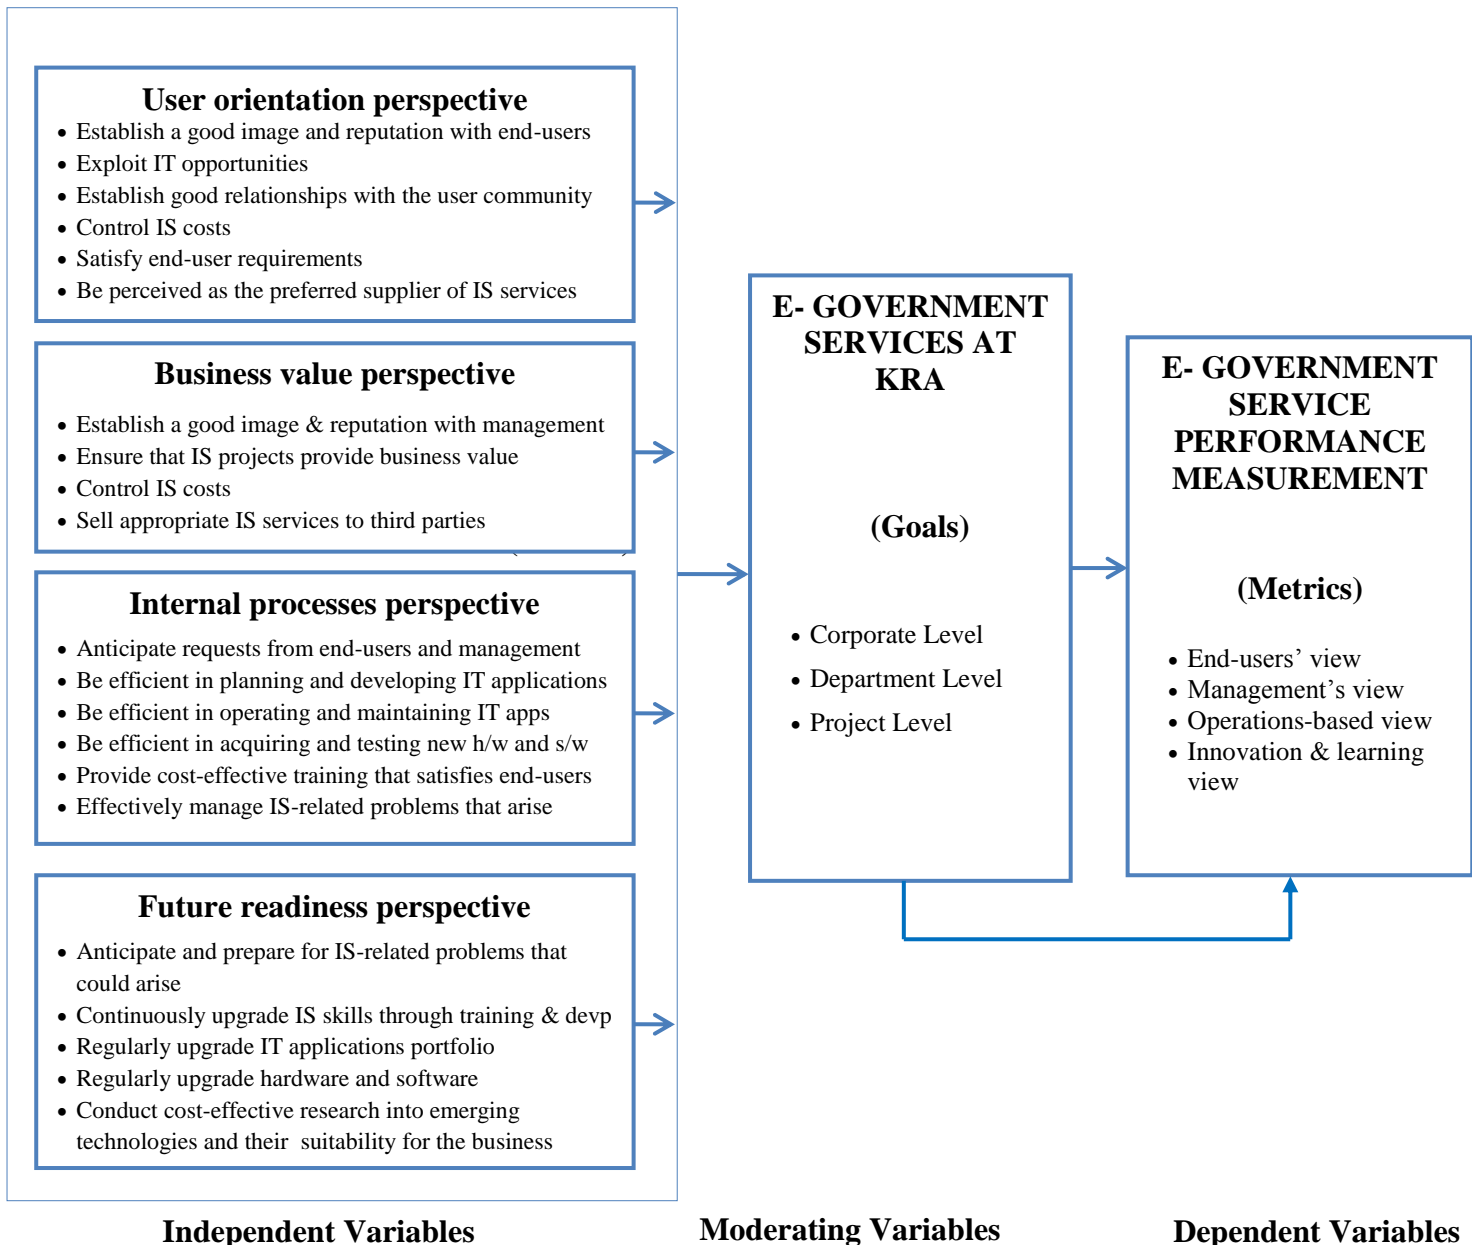 User orientation perspective
• Establish a good image and reputation with end-users
• Exploit IT opportunities
• Establish good relationships with the user community
• Control IS costs
• Satisfy end-user requirements
• Be perceived as the preferred supplier of IS services
Business value perspective
• Establish a good image & reputation with management
• Ensure that IS projects provide business value
• Control IS costs
• Sell appropriate IS services to third parties
Internal processes perspective
• Anticipate requests from end-users and management
• Be efficient in planning and developing IT applications
• Be efficient in operating and maintaining IT apps
• Be efficient in acquiring and testing new h/w and s/w
• Provide cost-effective training that satisfies end-users
• Effectively manage IS-related problems that arise
Future readiness perspective
• Anticipate and prepare for IS-related problems that
could arise
• Continuously upgrade IS skills through training & devp
• Regularly upgrade IT applications portfolio
• Regularly upgrade hardware and software
• Conduct cost-effective research into emerging
technologies and their suitability for the business
E- GOVERNMENT
SERVICES AT
KRA
(Goals)
• Corporate Level
• Department Level
• Project Level
E- GOVERNMENT
SERVICE
PERFORMANCE
MEASUREMENT
(Metrics)
• End-users’ view
• Management’s view
• Operations-based view
• Innovation & learning
view
Independent Variables
Moderating Variables
Dependent Variables